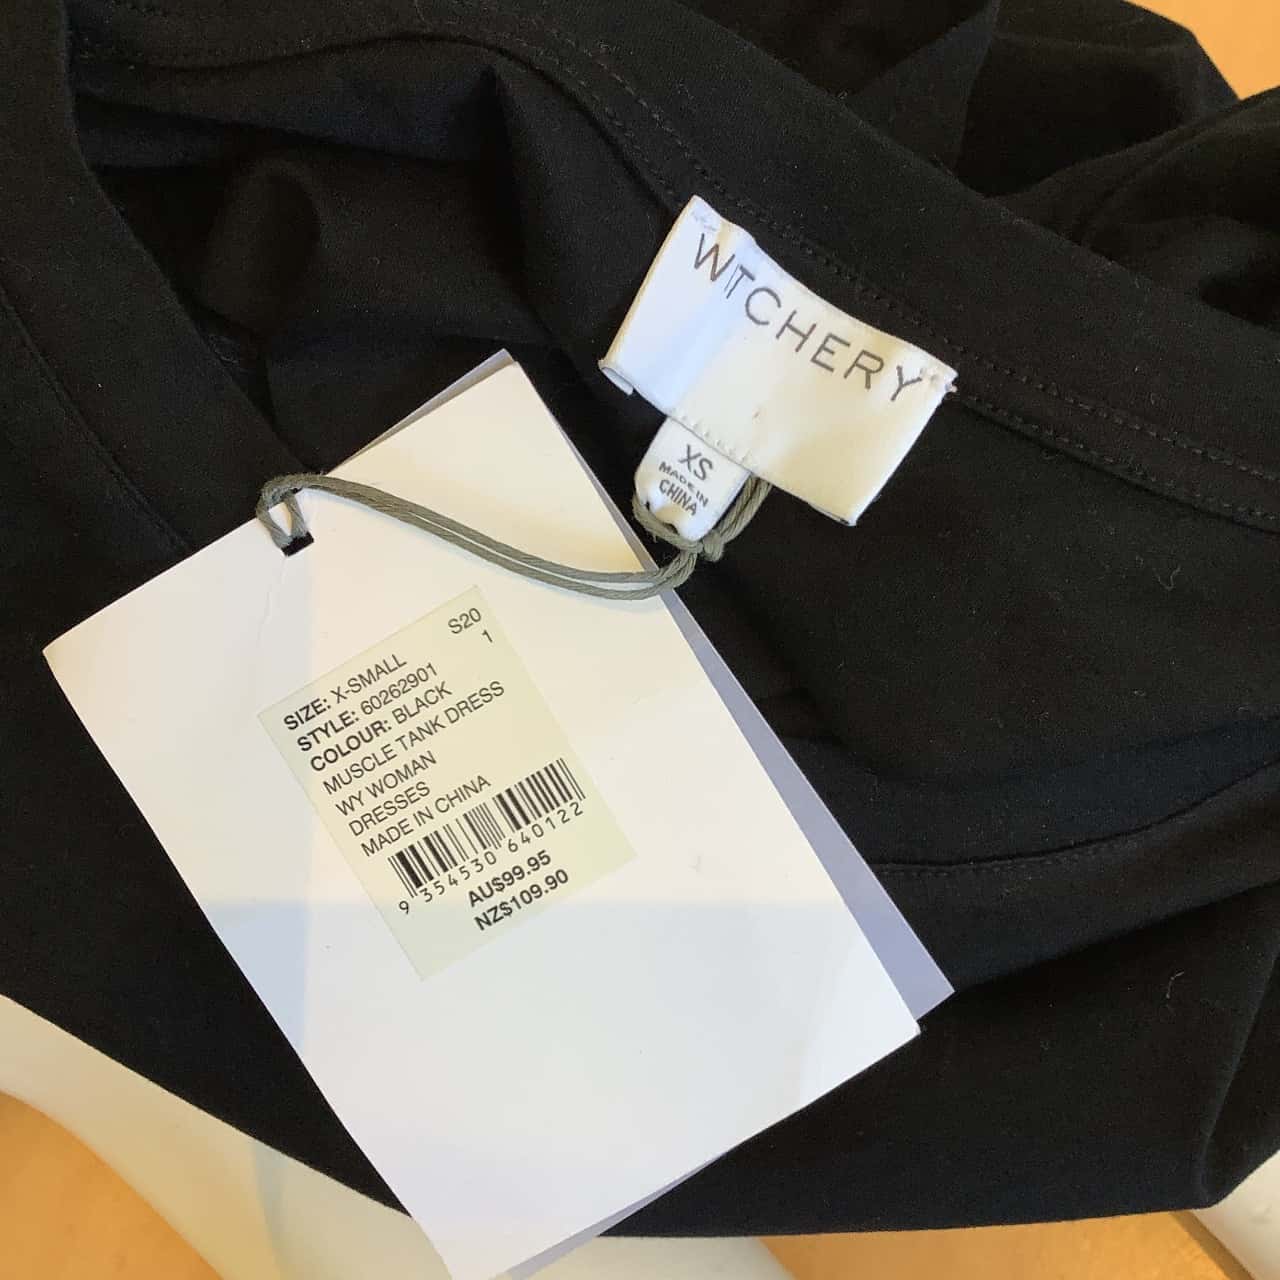 WITCHERY
XS
MADE IN
CHINA
S20
1
SIZE: X-SMALL
STYLE: 60262901
COLOUR: BLACK
MUSCLE TANK DRESS
WY WOMAN
DRESSES
MADE IN CHINA
9 354530 640122
AU$99.95
NZ$109.90